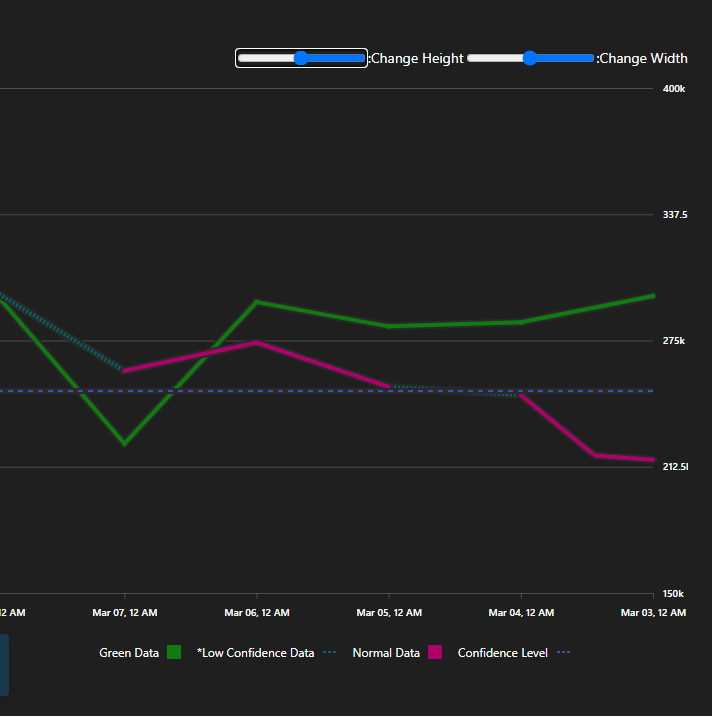 :Change Height :Change Width
400k
337.5
275k
212.5
150k
12 AM Mar 07, 12 AM Mar 06, 12 AM Mar 05, 12 AM Mar 04, 12 AM Mar 03, 12 AM
Green Data *Low Confidence Data Normal Data Confidence Level